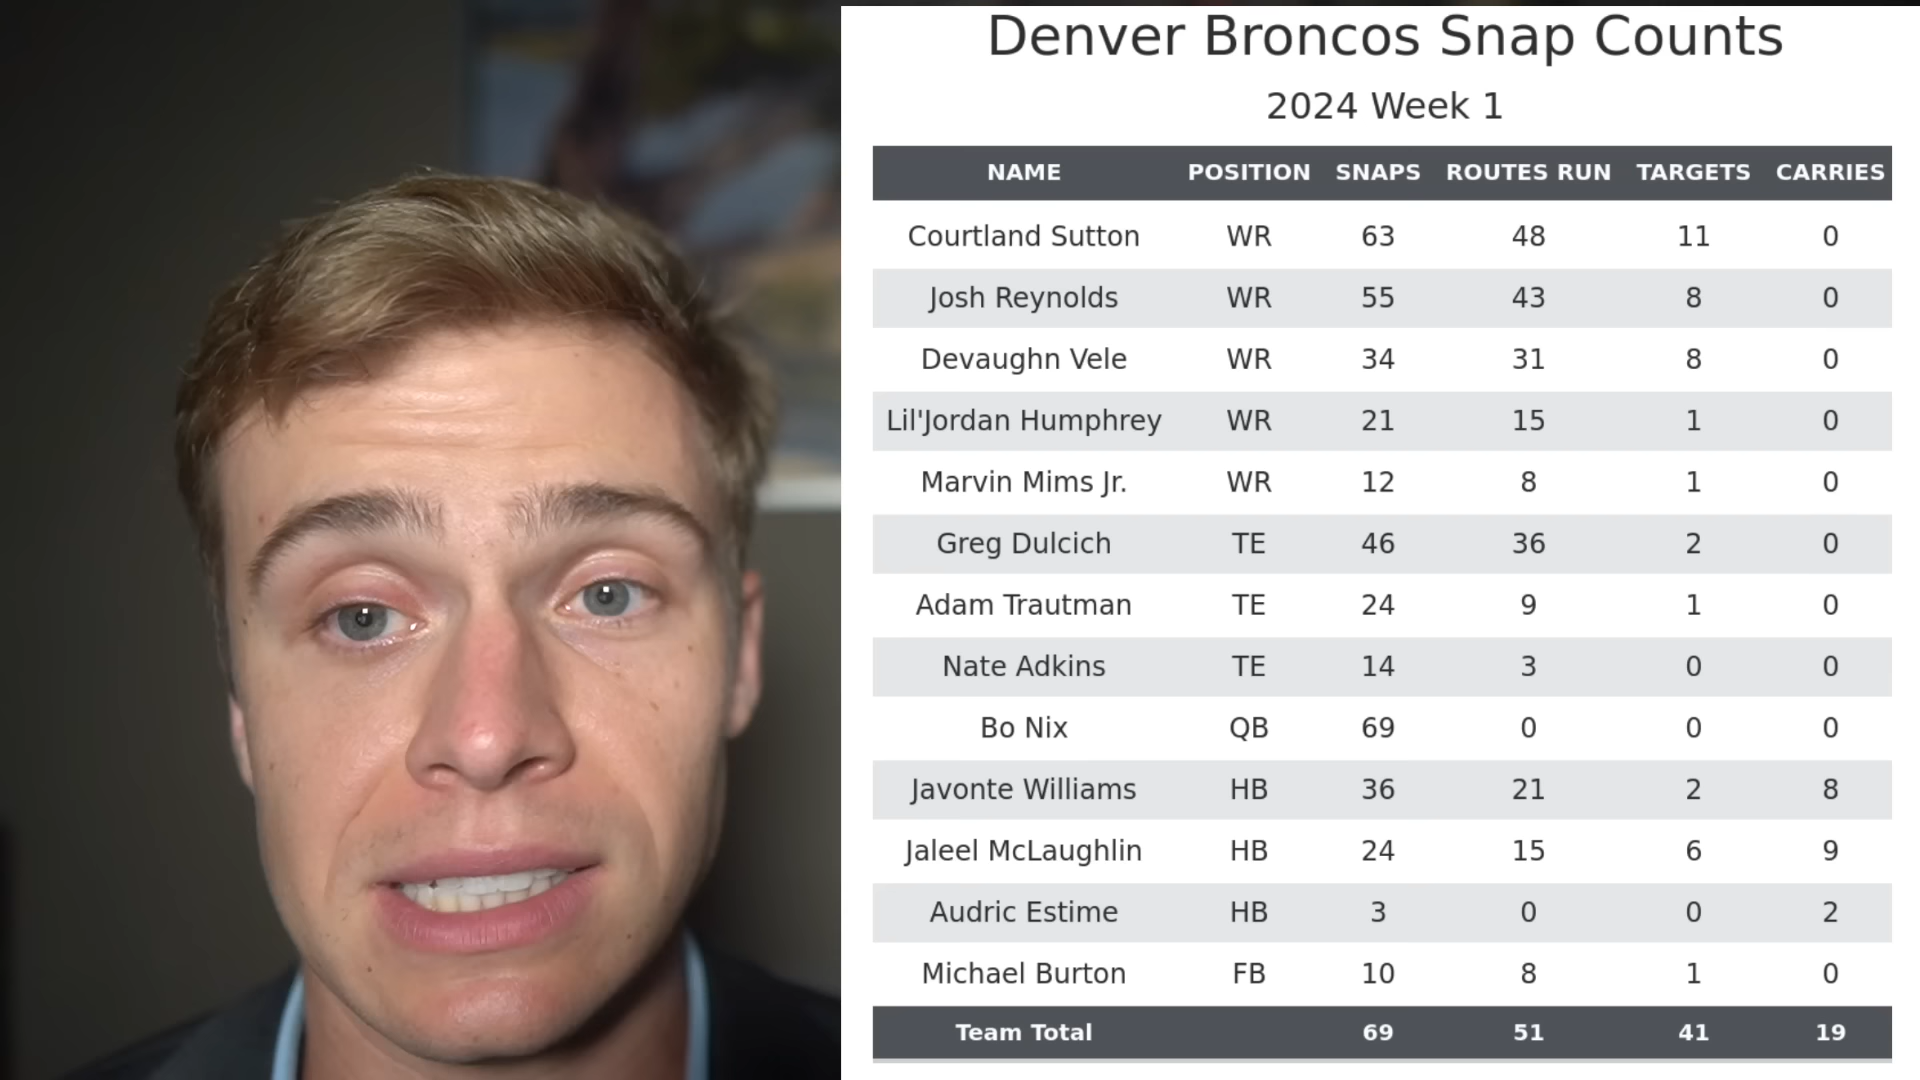 Denver Broncos Snap Counts
2024 Week 1
NAME POSITION SNAPS ROUTES RUN TARGETS CARRIES
Courtland Sutton WR 63 48 11 0
Josh Reynolds WR 55 43 8 0
Devaughn Vele WR 34 31 8 0
Lil'Jordan Humphrey WR 21 15 1 0
Marvin Mims Jr. WR 12 8 1 0
Greg Dulcich TE 46 36 2 0
Adam Trautman TE 24 9 1 0
Nate Adkins TE 14 3 0 0
Bo Nix QB 69 0 0 0
Javonte Williams HB 36 21 2 8
Jaleel McLaughlin HB 24 15 6 9
Audric Estime HB 3 0 0 2
Michael Burton FB 10 8 1 0
Team Total 69 51 41 19